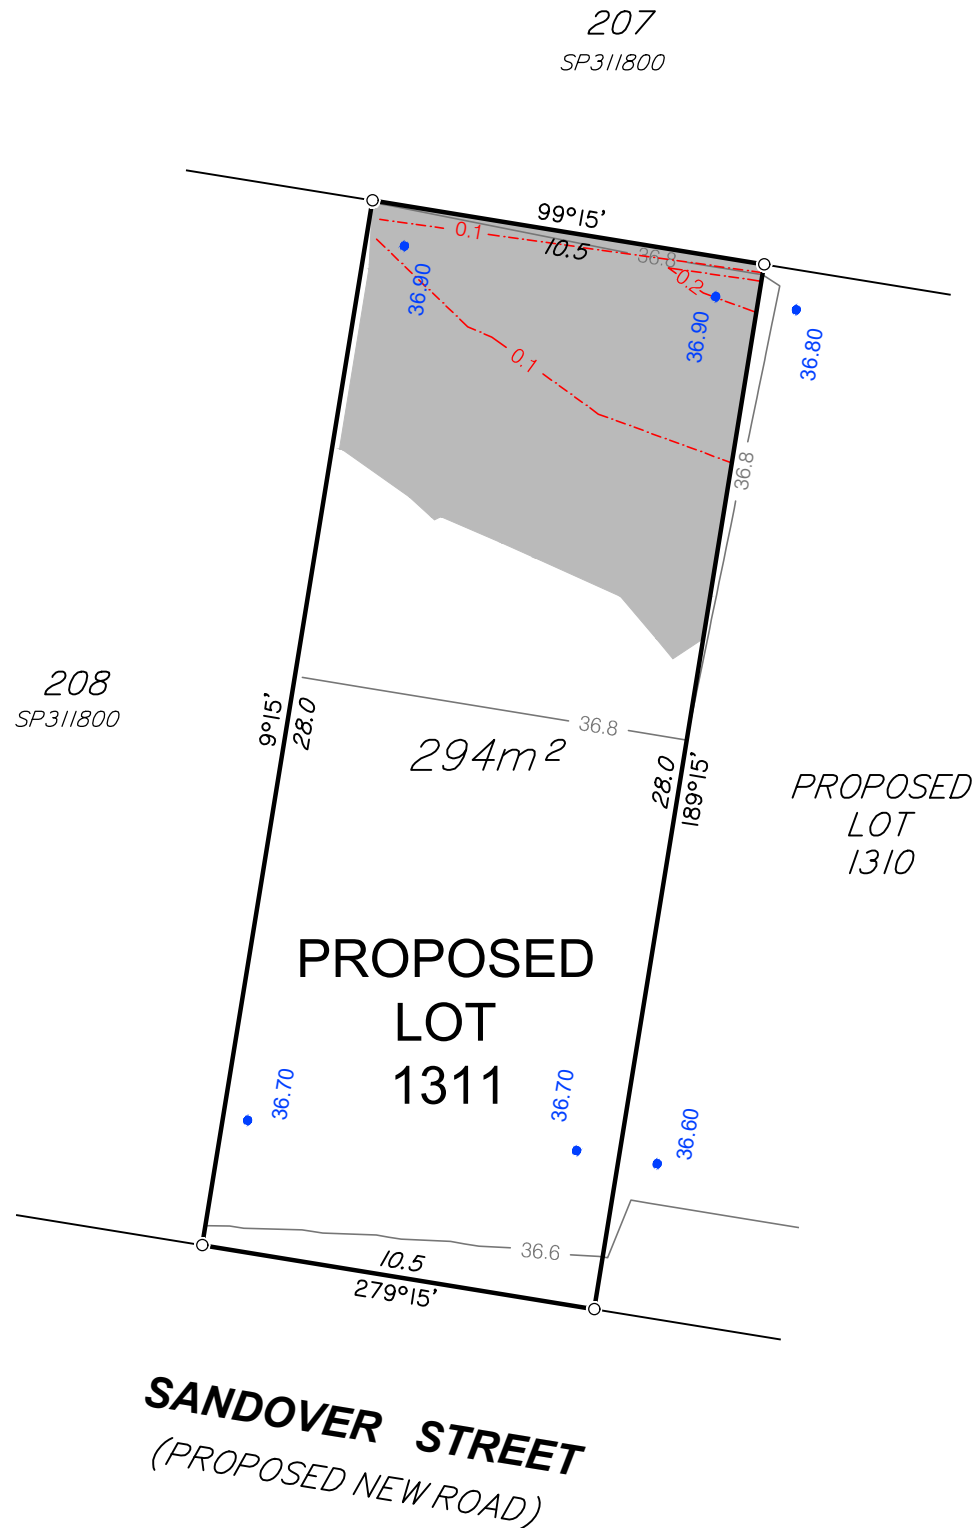 207
SP311800
99°15'
10.5
0.1
36.8
0.2
36.90
36.90
36.80
0.1
36.8
208
SP311800
9°15'
28.0
36.8
294m²
28.0
189°15'
PROPOSED
LOT
1310
PROPOSED
LOT
1311
36.70
36.70
36.60
36.6
10.5
279°15'
SANDOVER STREET
(PROPOSED NEW ROAD)